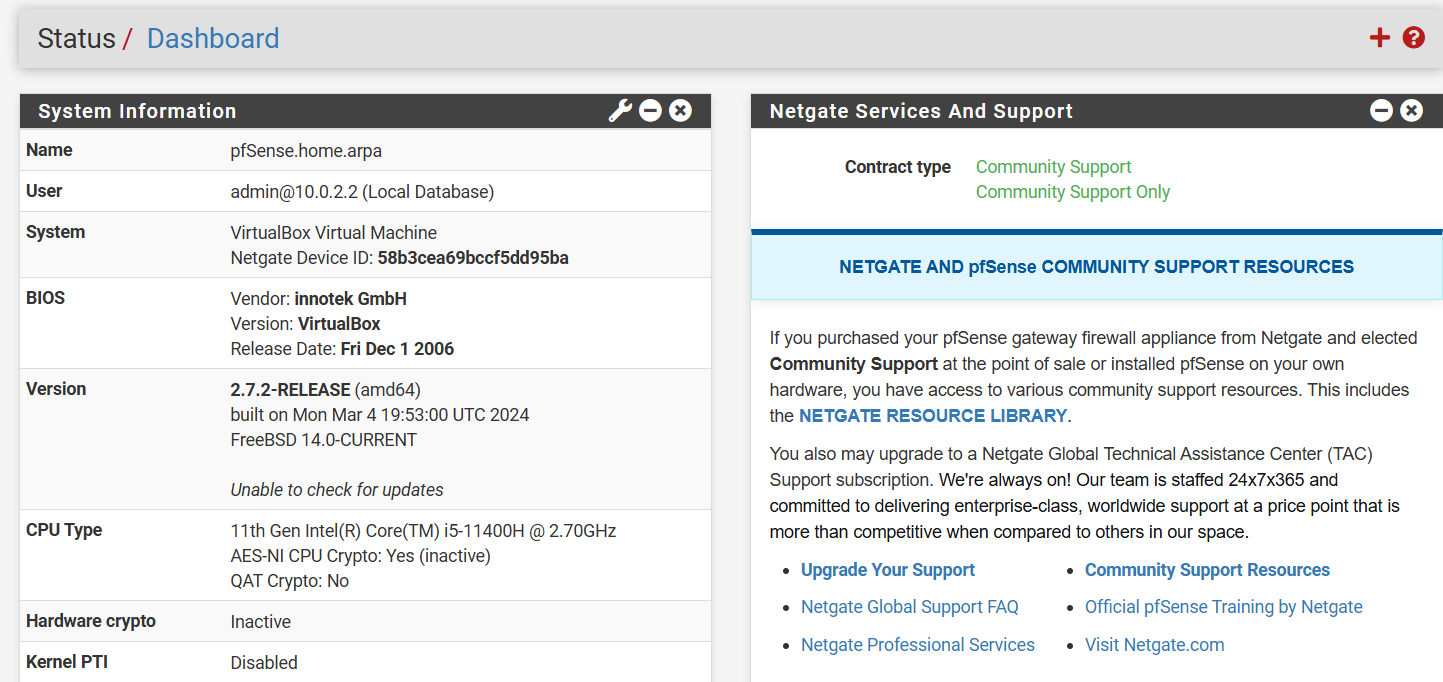 Status / Dashboard
System Information
Name pfSense.home.arpa
User admin@10.0.2.2 (Local Database)
System VirtualBox Virtual Machine
Netgate Device ID: 58b3cea69bccf5dd95ba
BIOS Vendor: innotek GmbH
Version: VirtualBox
Release Date: Fri Dec 1 2006
Version 2.7.2-RELEASE (amd64)
built on Mon Mar 4 19:53:00 UTC 2024
FreeBSD 14.0-CURRENT
Unable to check for updates
CPU Type 11th Gen Intel(R) Core(TM) i5-11400H @ 2.70GHz
AES-NI CPU Crypto: Yes (inactive)
QAT Crypto: No
Hardware crypto Inactive
Kernel PTI Disabled
Netgate Services And Support
Contract type Community Support
Community Support Only
NETGATE AND pfSense COMMUNITY SUPPORT RESOURCES
If you purchased your pfSense gateway firewall appliance from Netgate and elected
Community Support at the point of sale or installed pfSense on your own
hardware, you have access to various community support resources. This includes
the NETGATE RESOURCE LIBRARY.
You also may upgrade to a Netgate Global Technical Assistance Center (TAC)
Support subscription. We're always on! Our team is staffed 24x7x365 and
committed to delivering enterprise-class, worldwide support at a price point that is
more than competitive when compared to others in our space.
Upgrade Your Support
Netgate Global Support FAQ
Netgate Professional Services
Community Support Resources
Official pfSense Training by Netgate
Visit Netgate.com